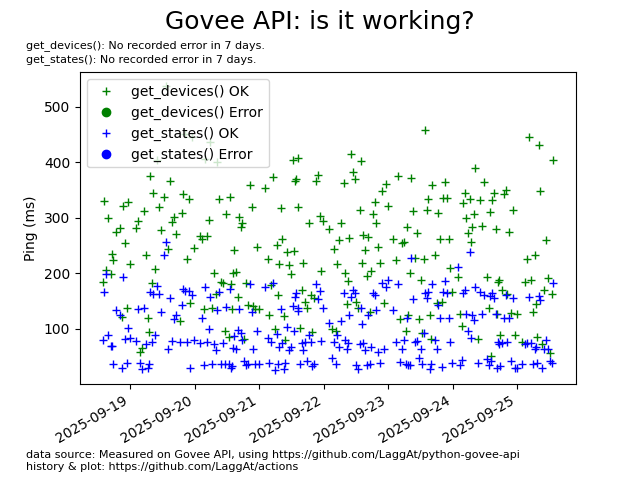 Govee API: is it working?
get_devices(): No recorded error in 7 days.
get_states(): No recorded error in 7 days.
get_devices() OK
get_devices() Error
get_states() OK
get_states() Error
Ping (ms)
500
400
300
200
100
2025-09-19
2025-09-20
2025-09-21
2025-09-22
2025-09-23
2025-09-24
2025-09-25
data source: Measured on Govee API, using https://github.com/LaggAt/python-govee-api
history & plot: https://github.com/LaggAt/actions